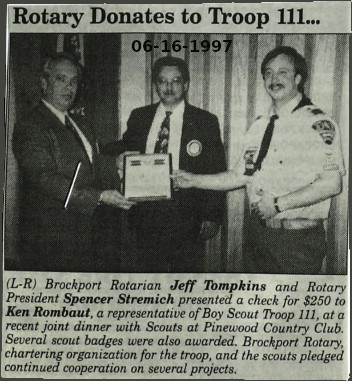 Rotary Donates to Troop 111...
06-16-1997
(L-R) Brockport Rotarian Jeff Tompkins and Rotary
President Spencer Stremich presented a check for $250 to
Ken Rombaut, a representative of Boy Scout Troop 111, at a
recent joint dinner with Scouts at Pinewood Country Club.
Several scout badges were also awarded. Brockport Rotary,
chartering organization for the troop, and the scouts pledged
continued cooperation on several projects.